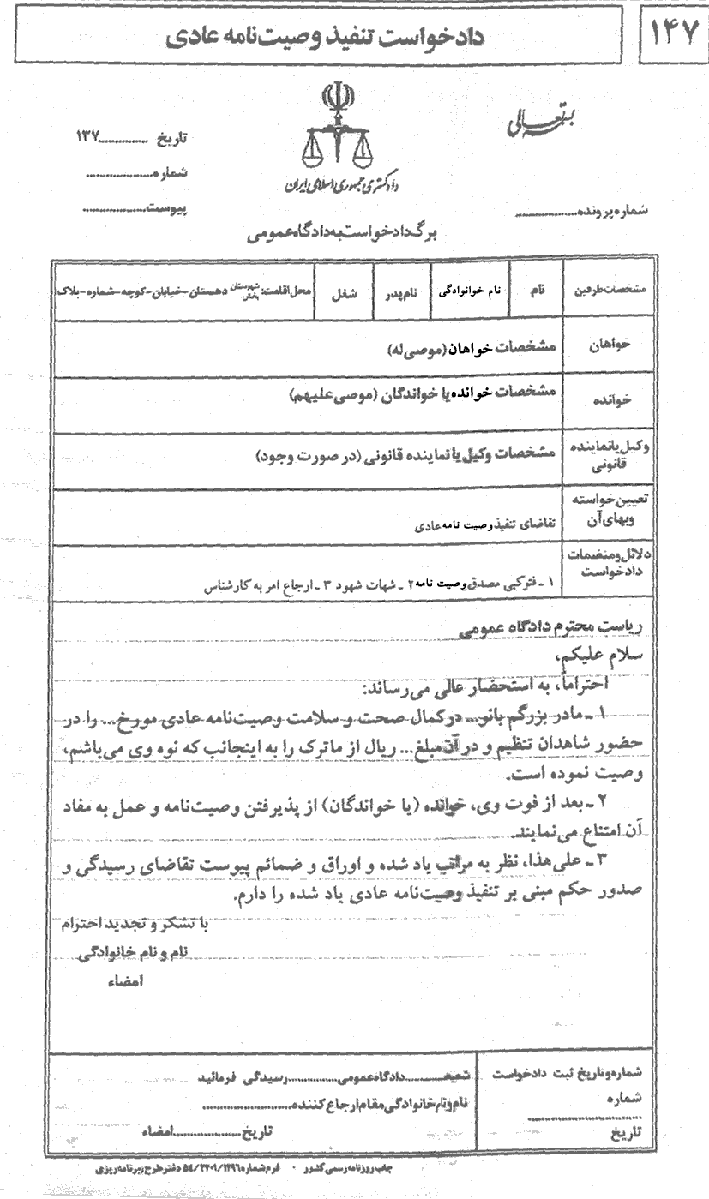 ۱۴۷
دادخواست تنفیذ وصیت‌نامه عادی
بسمه تعالی
تاریخ ..............۱۳۷
شماره....................
پیوست...................
دادگستری جمهوری اسلامی ایران
شماره پرونده..................
برگ دادخواست به دادگاه عمومی
مشخصات طرفین
نام
نام خوانوادگی
نام پدر
شغل
محل اقامت: شهرستان بخش دهستان – خیابان – کوچه – شماره – پلاک
خواهان
مشخصات خواهان (موصی‌له)
خوانده
مشخصات خوانده یا خواندگان (موصی‌علیهم)
وکیل یا نماینده قانونی
مشخصات وکیل یا نماینده قانونی (در صورت وجود)
تعیین خواسته وبهای آن
تقاضای تنفیذ وصیت نامه عادی
دلائل و منضمات دادخواست
۱ ـ فتوکپی مصدق وصیت نامه ۲ ـ شهات شهود ۳ ـ ارجاع امر به کارشناس
ریاست محترم دادگاه عمومی
سلام علیکم،
احتراماً، به استحضار عالی می‌رساند:
۱ ـ مادر بزرگم بانو... در کمال صحت و سلامت وصیت‌نامه عادی مورخ... را در
حضور شاهدان تنظیم و در آن مبلغ... ریال از ماترک را به اینجانب که نوه وی می‌باشم،
وصیت نموده است.
۲ ـ بعد از فوت وی، خوانده (یا خواندگان) از پذیرفتن وصیت‌نامه و عمل به مفاد
آن امتناع می‌نمایند.
۳ ـ علی‌هذا، نظر به مراتب یاد شده و اوراق و ضمائم پیوست تقاضای رسیدگی و
صدور حکم مبنی بر تنفیذ وصیت‌نامه عادی یاد شده را دارم.
با تشکر و تجدید احترام
نام و نام خانوادگی
امضاء
شماره و تاریخ ثبت دادخواست
شماره
..............................
تاریخ
شعبه..........دادگاه عمومی..............رسیدگی فرمائید
نام و نام خانوادگی مقام ارجاع کننده..........................
تاریخ....................امضاء
چاپ روزنامه رسمی کشور - فرم شماره ۵۴/۲۲۰۹/۱۲۹۶ دفتر طرح و برنامه ریزی